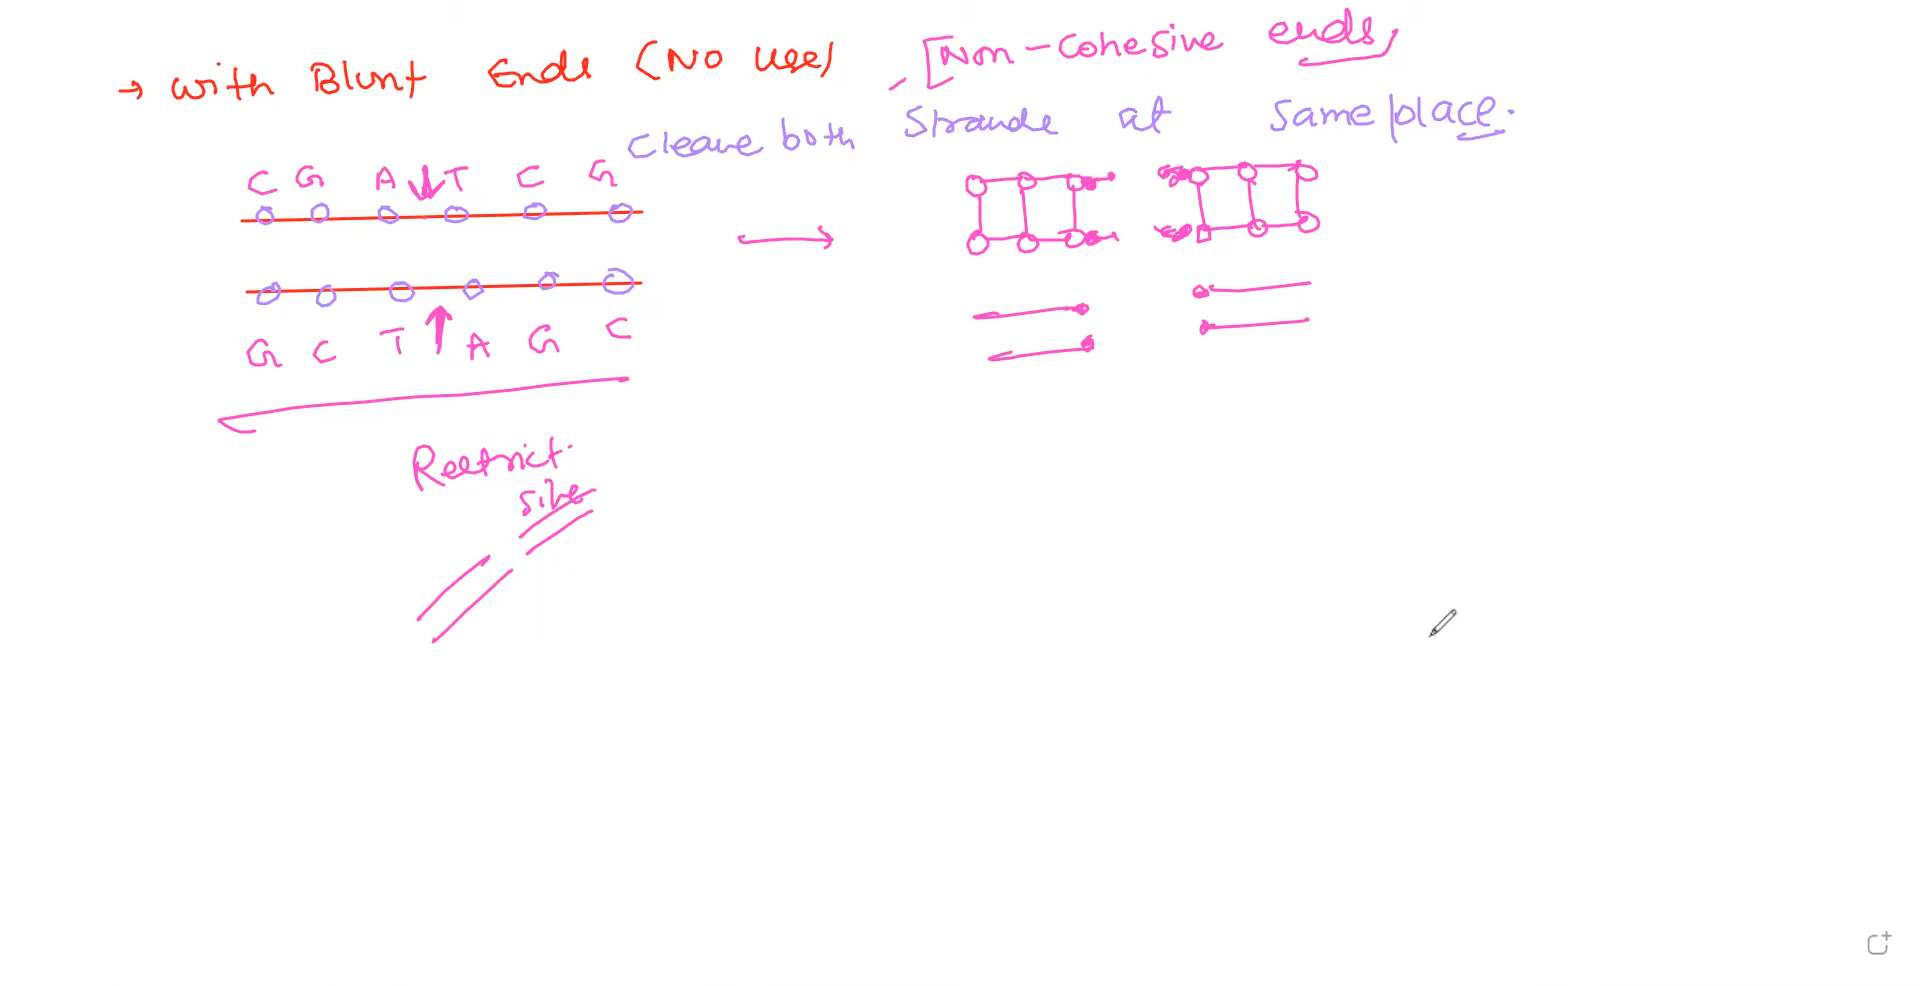 → with Blunt Ends (No use) [Non-Cohesive ends,
Cleave both Strands at same place.
C G A ↓ T C G
G C T ↑ A G C
Restrict.
site